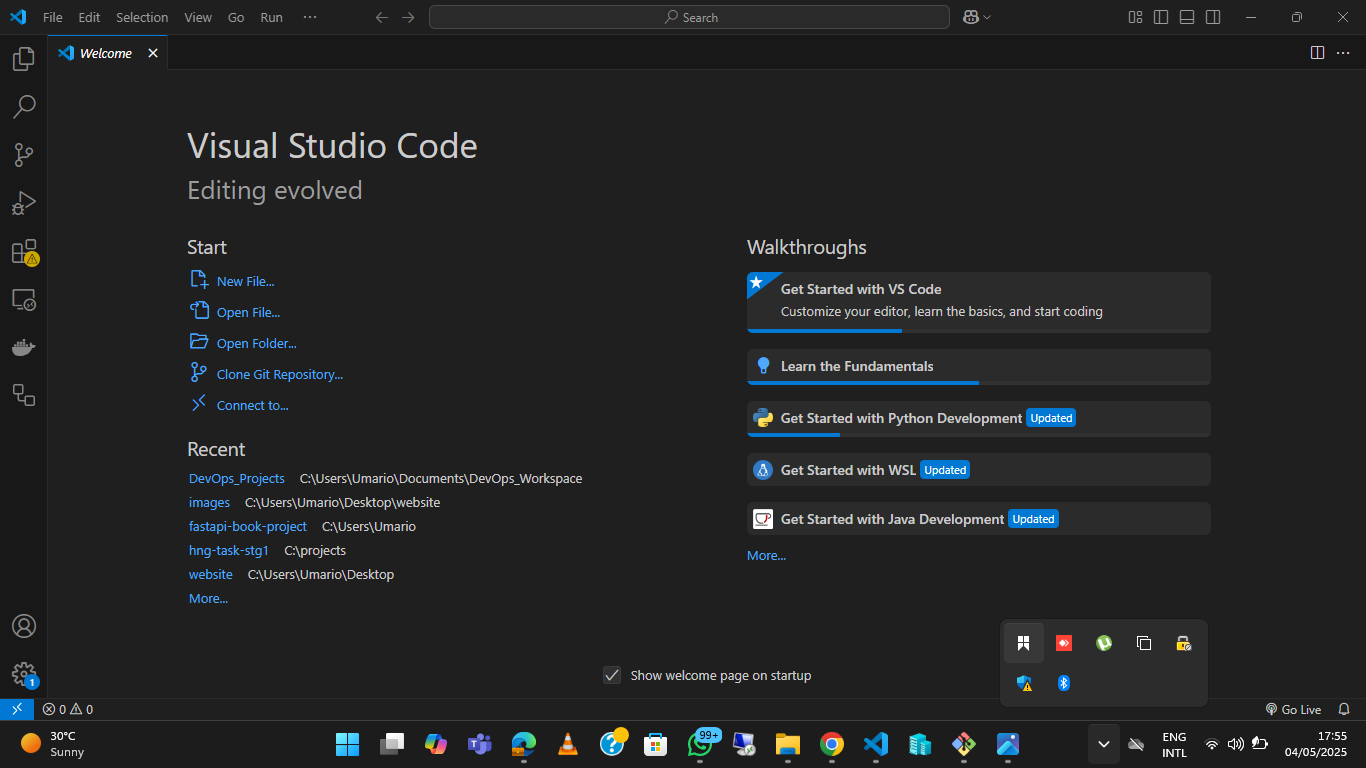 File Edit Selection View Go Run ···
Search
Welcome
Visual Studio Code
Editing evolved
Start
New File...
Open File...
Open Folder...
Clone Git Repository...
Connect to...
Recent
DevOps_Projects C:\Users\Umario\Documents\DevOps_Workspace
images C:\Users\Umario\Desktop\website
fastapi-book-project C:\Users\Umario
hng-task-stg1 C:\projects
website C:\Users\Umario\Desktop
More...
Walkthroughs
Get Started with VS Code
Customize your editor, learn the basics, and start coding
Learn the Fundamentals
Get Started with Python Development Updated
Get Started with WSL Updated
Get Started with Java Development Updated
More...
Show welcome page on startup
1
0 0
Go Live
30°C
Sunny
99+
ENG
INTL
17:55
04/05/2025